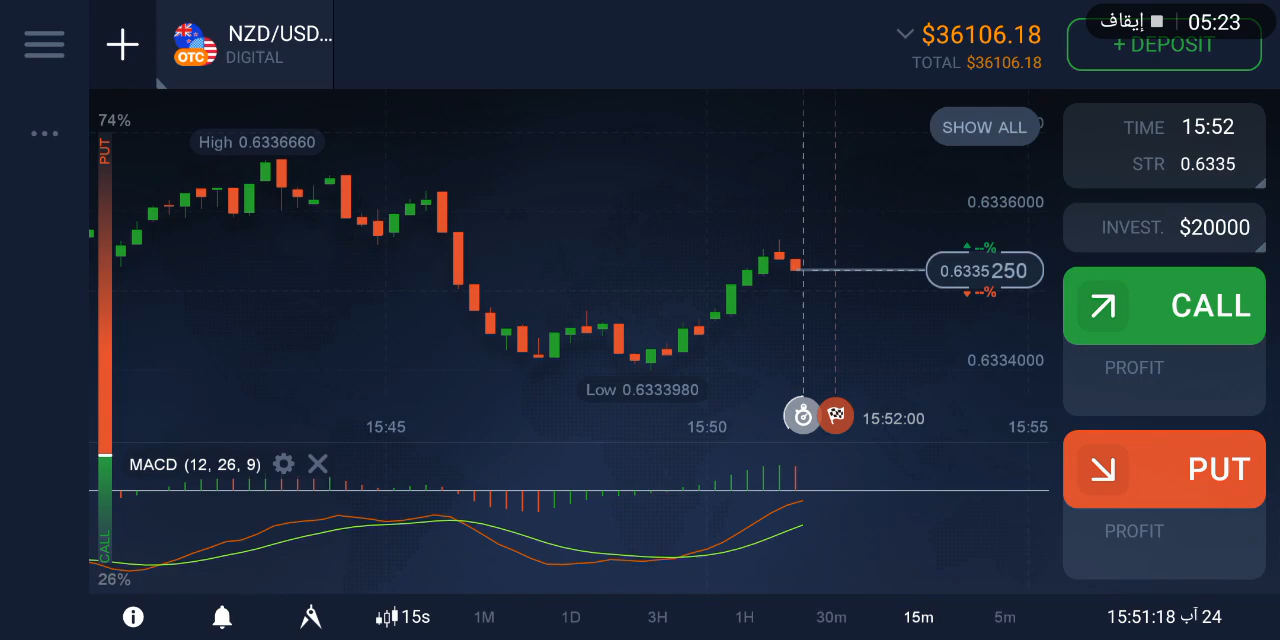 NZD/USD...
DIGITAL
OTC
$36106.18
TOTAL $36106.18
إيقاف
05:23
+ DEPOSIT
74%
PUT
High 0.6336660
SHOW ALL
TIME 15:52
STR 0.6335
0.6336000
INVEST. $20000
--%
0.6335250
--%
CALL
PROFIT
0.6334000
Low 0.6333980
15:45
15:50
15:52:00
15:55
MACD (12, 26, 9)
PUT
PROFIT
CALL
26%
15s
1M
1D
3H
1H
30m
15m
5m
24 آب 15:51:18